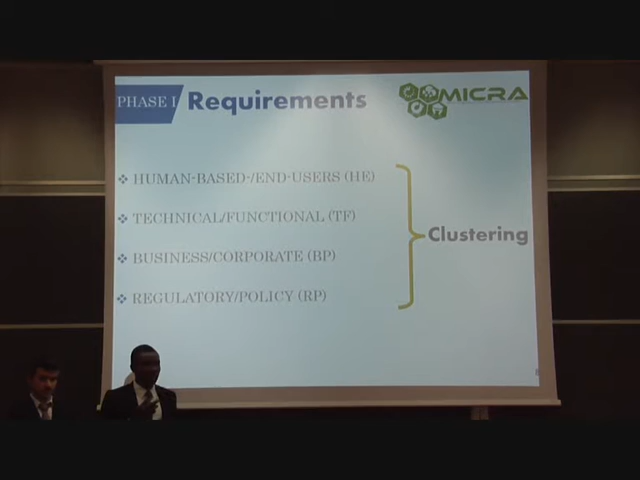 PHASE I
Requirements
MICRA
HUMAN-BASED-/END-USERS (HE)
TECHNICAL/FUNCTIONAL (TF)
BUSINESS/CORPORATE (BP)
REGULATORY/POLICY (RP)
Clustering